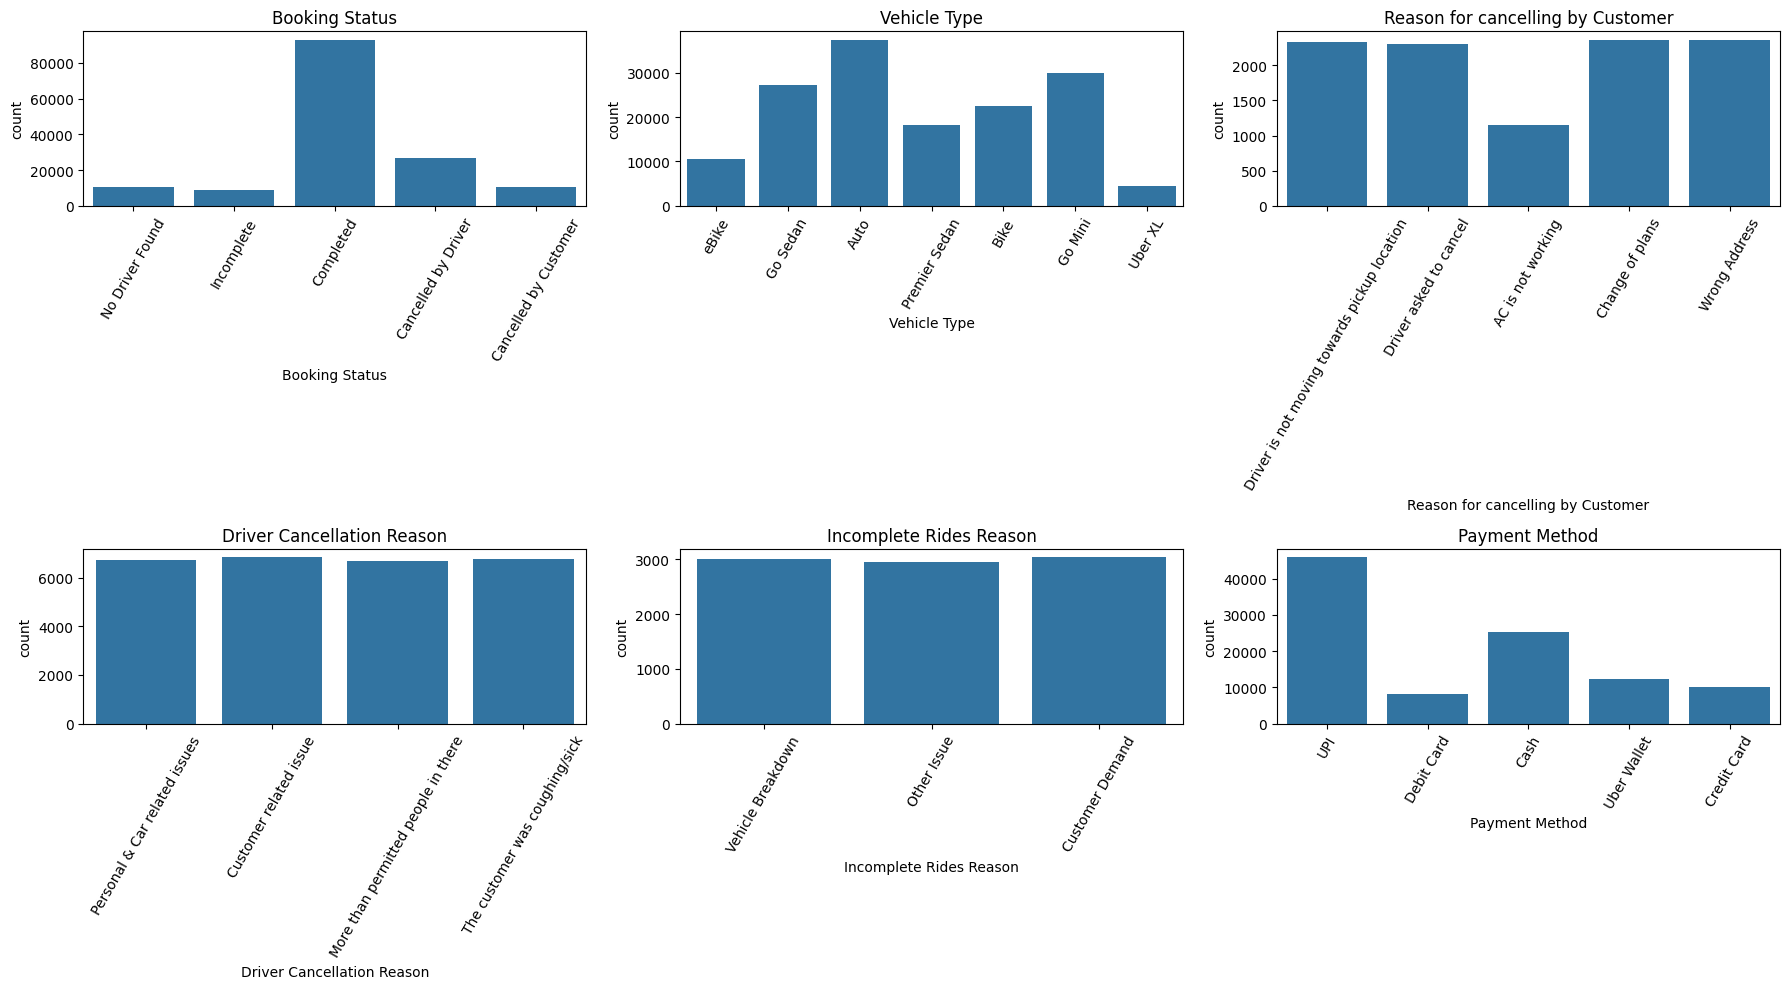 Booking Status
count
80000
60000
40000
20000
0
No Driver Found
Incomplete
Completed
Cancelled by Driver
Cancelled by Customer
Booking Status
Vehicle Type
count
30000
20000
10000
0
eBike
Go Sedan
Auto
Premier Sedan
Bike
Go Mini
Uber XL
Vehicle Type
Reason for cancelling by Customer
count
2000
1500
1000
500
0
Driver is not moving towards pickup location
Driver asked to cancel
AC is not working
Change of plans
Wrong Address
Reason for cancelling by Customer
Driver Cancellation Reason
count
6000
4000
2000
0
Personal & Car related issues
Customer related issue
More than permitted people in there
The customer was coughing/sick
Driver Cancellation Reason
Incomplete Rides Reason
count
3000
2000
1000
0
Vehicle Breakdown
Other Issue
Customer Demand
Incomplete Rides Reason
Payment Method
count
40000
30000
20000
10000
0
UPI
Debit Card
Cash
Uber Wallet
Credit Card
Payment Method